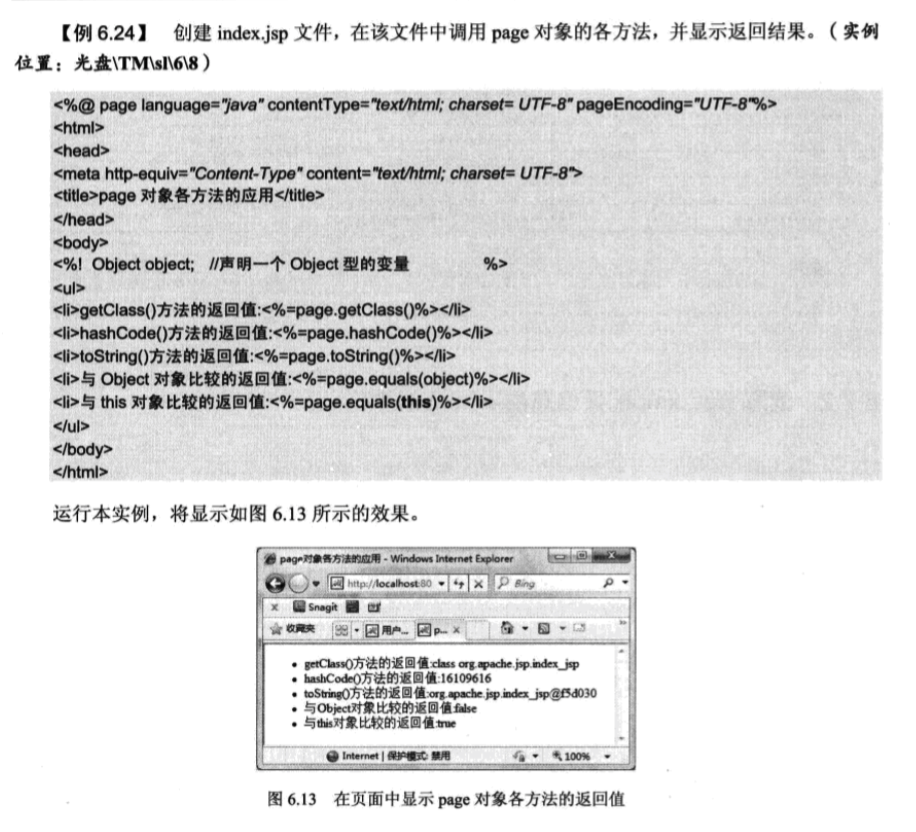 【例 6.24】 创建 index.jsp 文件，在该文件中调用 page 对象的各方法，并显示返回结果。（实例
位置：光盘\TM\sl\6\8）
<%@ page language="java" contentType="text/html; charset= UTF-8" pageEncoding="UTF-8"%>
<html>
<head>
<meta http-equiv="Content-Type" content="text/html; charset= UTF-8">
<title>page 对象各方法的应用</title>
</head>
<body>
<%! Object object; //声明一个 Object 型的变量 %>
<ul>
<li>getClass()方法的返回值:<%=page.getClass()%></li>
<li>hashCode()方法的返回值:<%=page.hashCode()%></li>
<li>toString()方法的返回值:<%=page.toString()%></li>
<li>与 Object 对象比较的返回值:<%=page.equals(object)%></li>
<li>与 this 对象比较的返回值:<%=page.equals(this)%></li>
</ul>
</body>
</html>
运行本实例，将显示如图 6.13 所示的效果。
page对象各方法的应用 - Windows Internet Explorer
http://localhost:80 Bing
x Snagit
收藏夹 用户... p... x
• getClass()方法的返回值:class org.apache.jsp.index_jsp
• hashCode()方法的返回值:16109616
• toString()方法的返回值:org.apache.jsp.index_jsp@f5d030
• 与Object对象比较的返回值:false
• 与this对象比较的返回值:true
Internet | 保护模式: 禁用 100%
图 6.13 在页面中显示 page 对象各方法的返回值